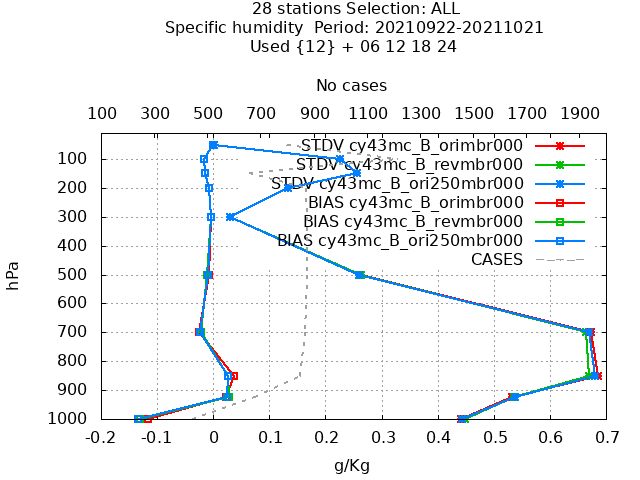 28 stations Selection: ALL
Specific humidity  Period: 20210922-20211021
Used {12} + 06 12 18 24
No cases
100 300 500 700 900 1100 1300 1500 1700 1900
STDV cy43mc_B_orimbr000
STDV cy43mc_B_revmbr000
STDV cy43mc_B_ori250mbr000
BIAS cy43mc_B_orimbr000
BIAS cy43mc_B_revmbr000
BIAS cy43mc_B_ori250mbr000
CASES
hPa
100
200
300
400
500
600
700
800
900
1000
-0.2 -0.1 0 0.1 0.2 0.3 0.4 0.5 0.6 0.7
g/Kg